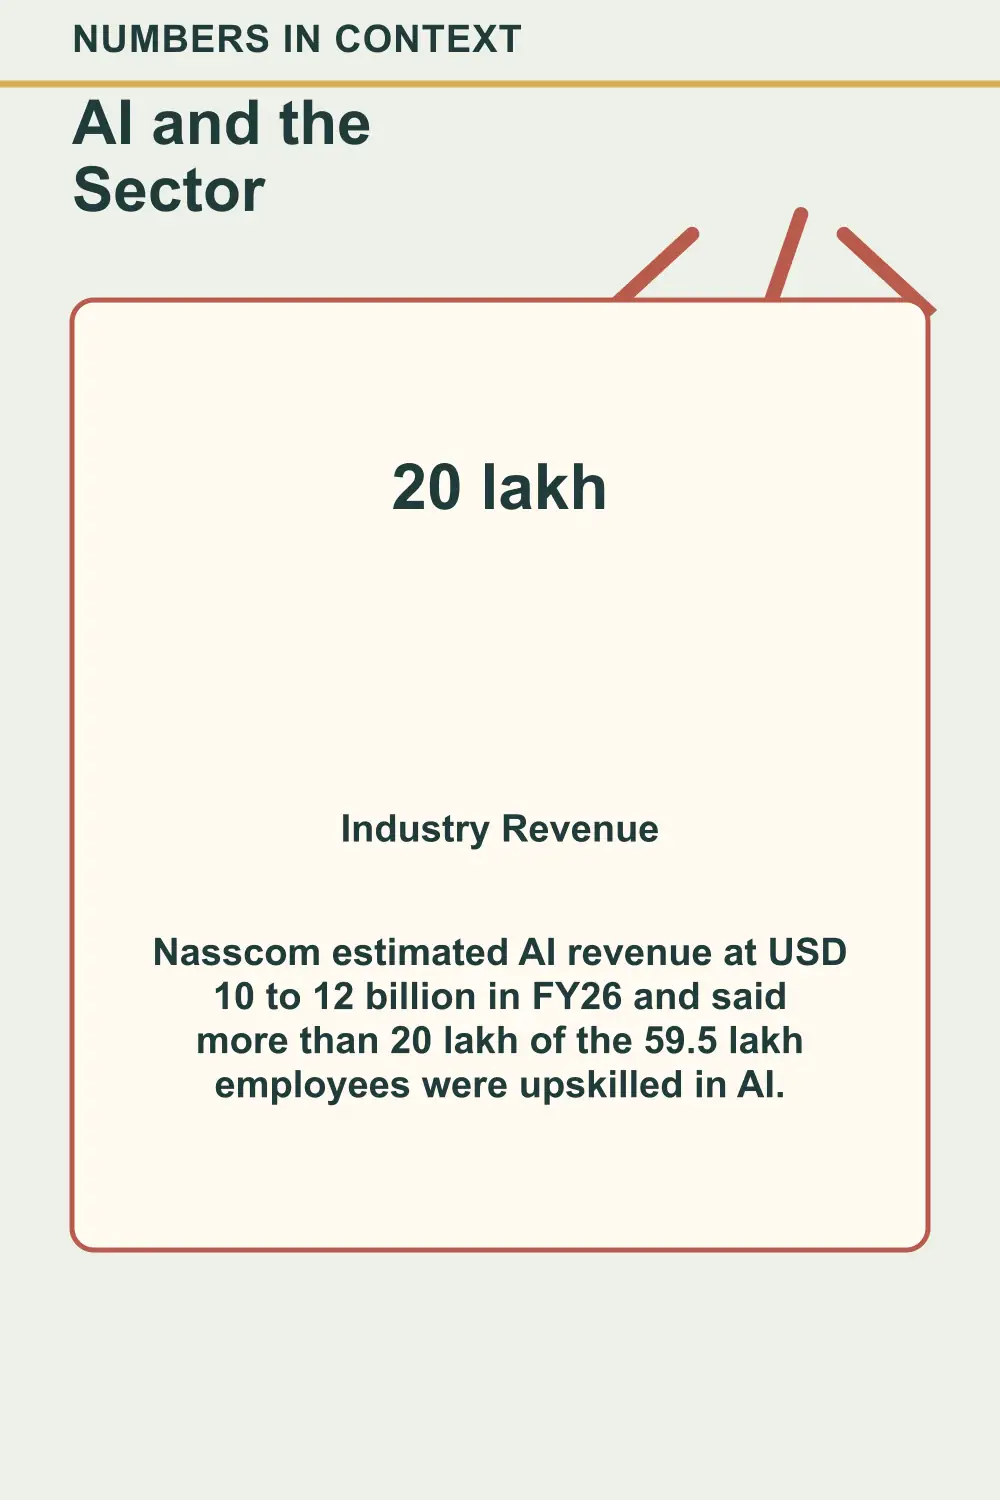 NUMBERS IN CONTEXT
AI and the
Sector
20 lakh
Industry Revenue
Nasscom estimated AI revenue at USD
10 to 12 billion in FY26 and said
more than 20 lakh of the 59.5 lakh
employees were upskilled in AI.